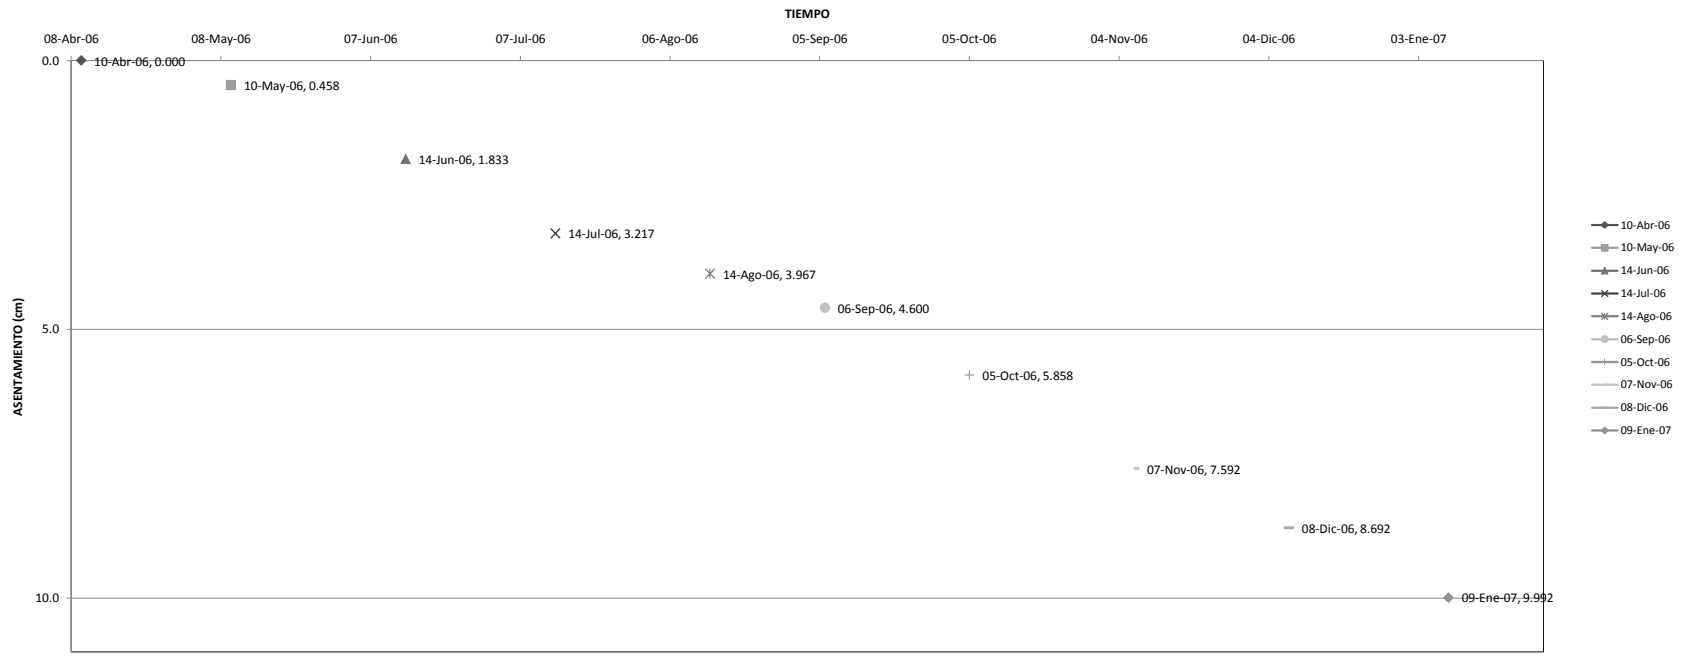 TIEMPO
08-Abr-06 08-May-06 07-Jun-06 07-Jul-06 06-Ago-06 05-Sep-06 05-Oct-06 04-Nov-06 04-Dic-06 03-Ene-07
0.0
10-Abr-06, 0.000
10-May-06, 0.458
14-Jun-06, 1.833
14-Jul-06, 3.217
14-Ago-06, 3.967
06-Sep-06, 4.600
5.0
05-Oct-06, 5.858
07-Nov-06, 7.592
08-Dic-06, 8.692
10.0
09-Ene-07, 9.992
ASENTAMIENTO (cm)
10-Abr-06
10-May-06
14-Jun-06
14-Jul-06
14-Ago-06
06-Sep-06
05-Oct-06
07-Nov-06
08-Dic-06
09-Ene-07